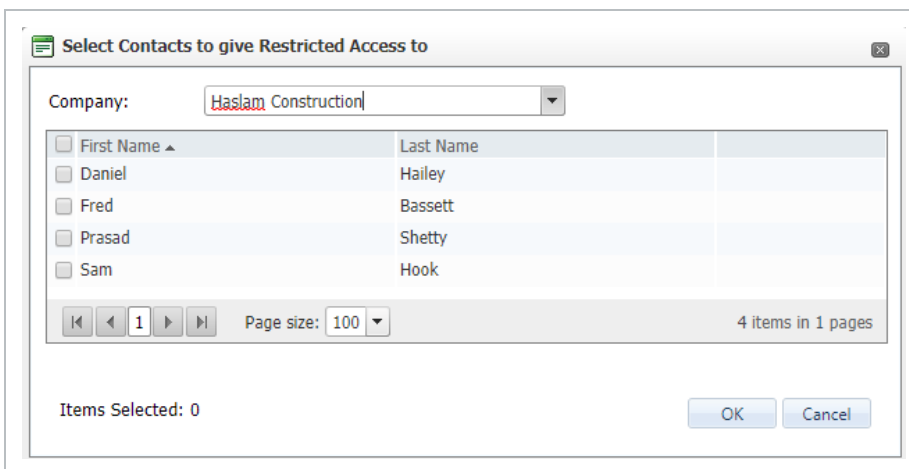 Select Contacts to give Restricted Access to
Company: Haslam Construction
First Name Last Name
Daniel Hailey
Fred Bassett
Prasad Shetty
Sam Hook
1 Page size: 100 4 items in 1 pages
Items Selected: 0 OK Cancel